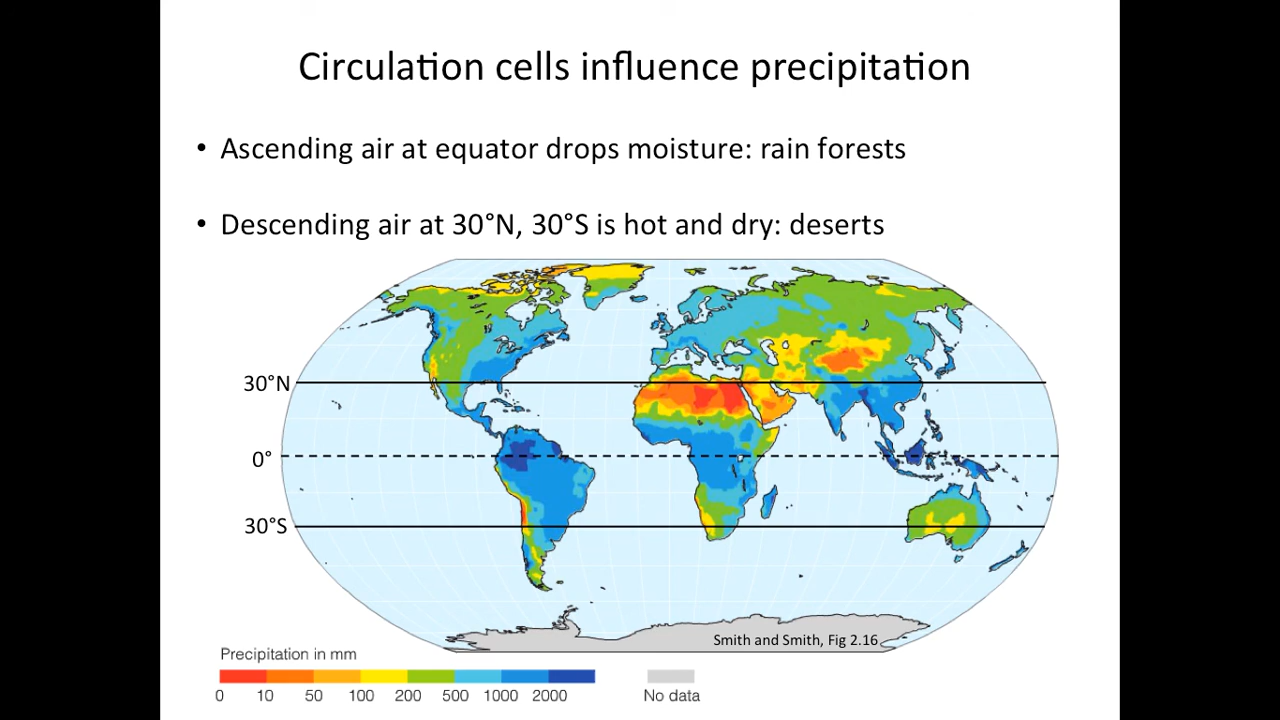 Circulation cells influence precipitation
• Ascending air at equator drops moisture: rain forests
• Descending air at 30°N, 30°S is hot and dry: deserts
30°N
0°
30°S
Smith and Smith, Fig 2.16
Precipitation in mm
0 10 50 100 200 500 1000 2000 No data